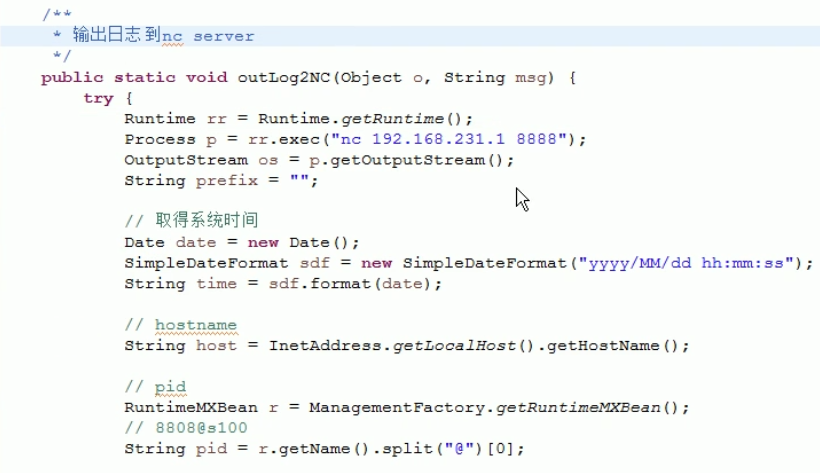 /**
 * 输出日志到nc server
 */
public static void outLog2NC(Object o, String msg) {
try {
Runtime rr = Runtime.getRuntime();
Process p = rr.exec("nc 192.168.231.1 8888");
OutputStream os = p.getOutputStream();
String prefix = "";
// 取得系统时间
Date date = new Date();
SimpleDateFormat sdf = new SimpleDateFormat("yyyy/MM/dd hh:mm:ss");
String time = sdf.format(date);
// hostname
String host = InetAddress.getLocalHost().getHostName();
// pid
RuntimeMXBean r = ManagementFactory.getRuntimeMXBean();
// 8808@s100
String pid = r.getName().split("@")[0];